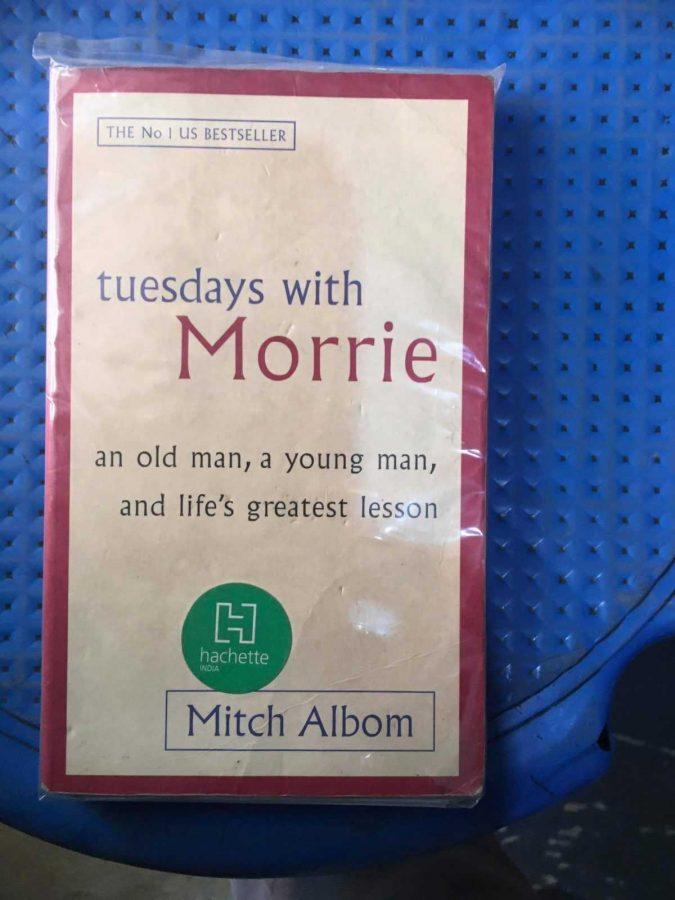 THE No 1 US BESTSELLER
tuesdays with
Morrie
an old man, a young man,
and life's greatest lesson
H
hachette
INDIA
Mitch Albom